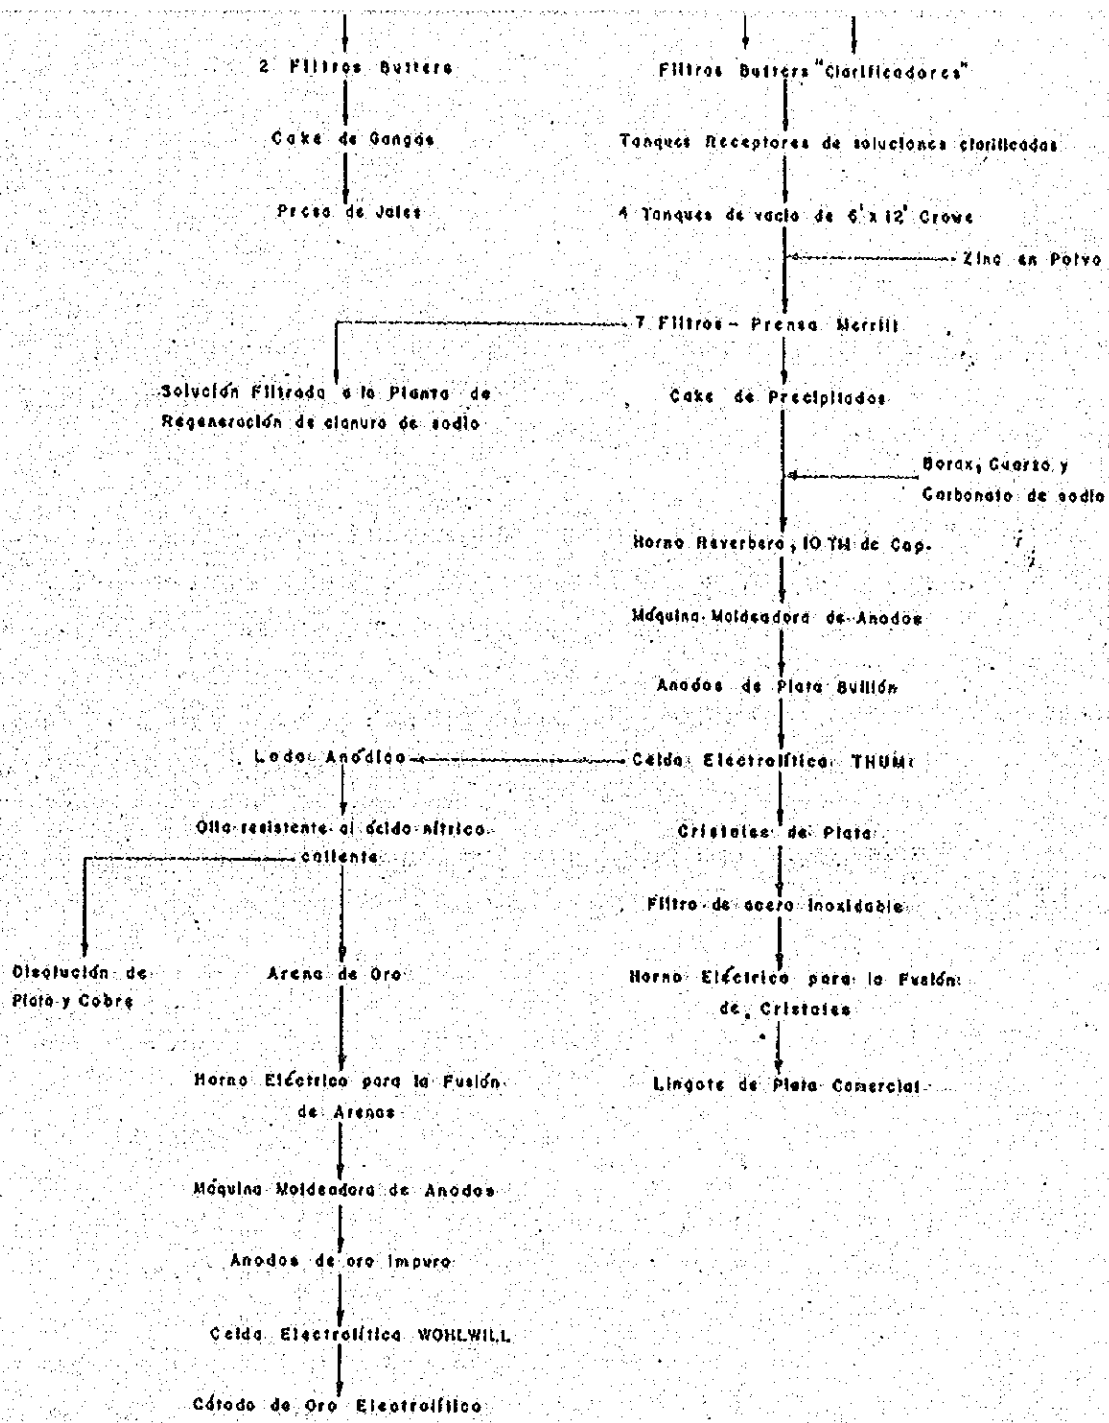 2 Filtros Butters
Filtros Butters "Clarificadores"
Cake de Gangas
Tanques Receptores de soluciones clarificadas
Presa de Jales
4 Tanques de vacío de 6' x 12' Crowe
Zinc en Polvo
7 Filtros - Prensa Merrill
Solución Filtrada a la Planta de
Regeneración de cianuro de sodio
Cake de Precipitados
Borax, Cuarzo y
Carbonato de sodio
Horno Reverbero, 10 TM de Cap.
Máquina Moldeadora de Anodos
Anodos de Plata Bullión
Lodo Anódico
Celda Electrolítica THUM
Olla resistente al ácido nítrico
caliente
Cristales de Plata
Filtro de acero inoxidable
Disolución de
Plata y Cobre
Arena de Oro
Horno Eléctrico para la Fusión
de Cristales
Horno Eléctrico para la Fusión
de Arenas
Lingote de Plata Comercial
Máquina Moldeadora de Anodos
Anodos de oro impuro
Celda Electrolítica WOHLWILL
Cátodo de Oro Electrolítico